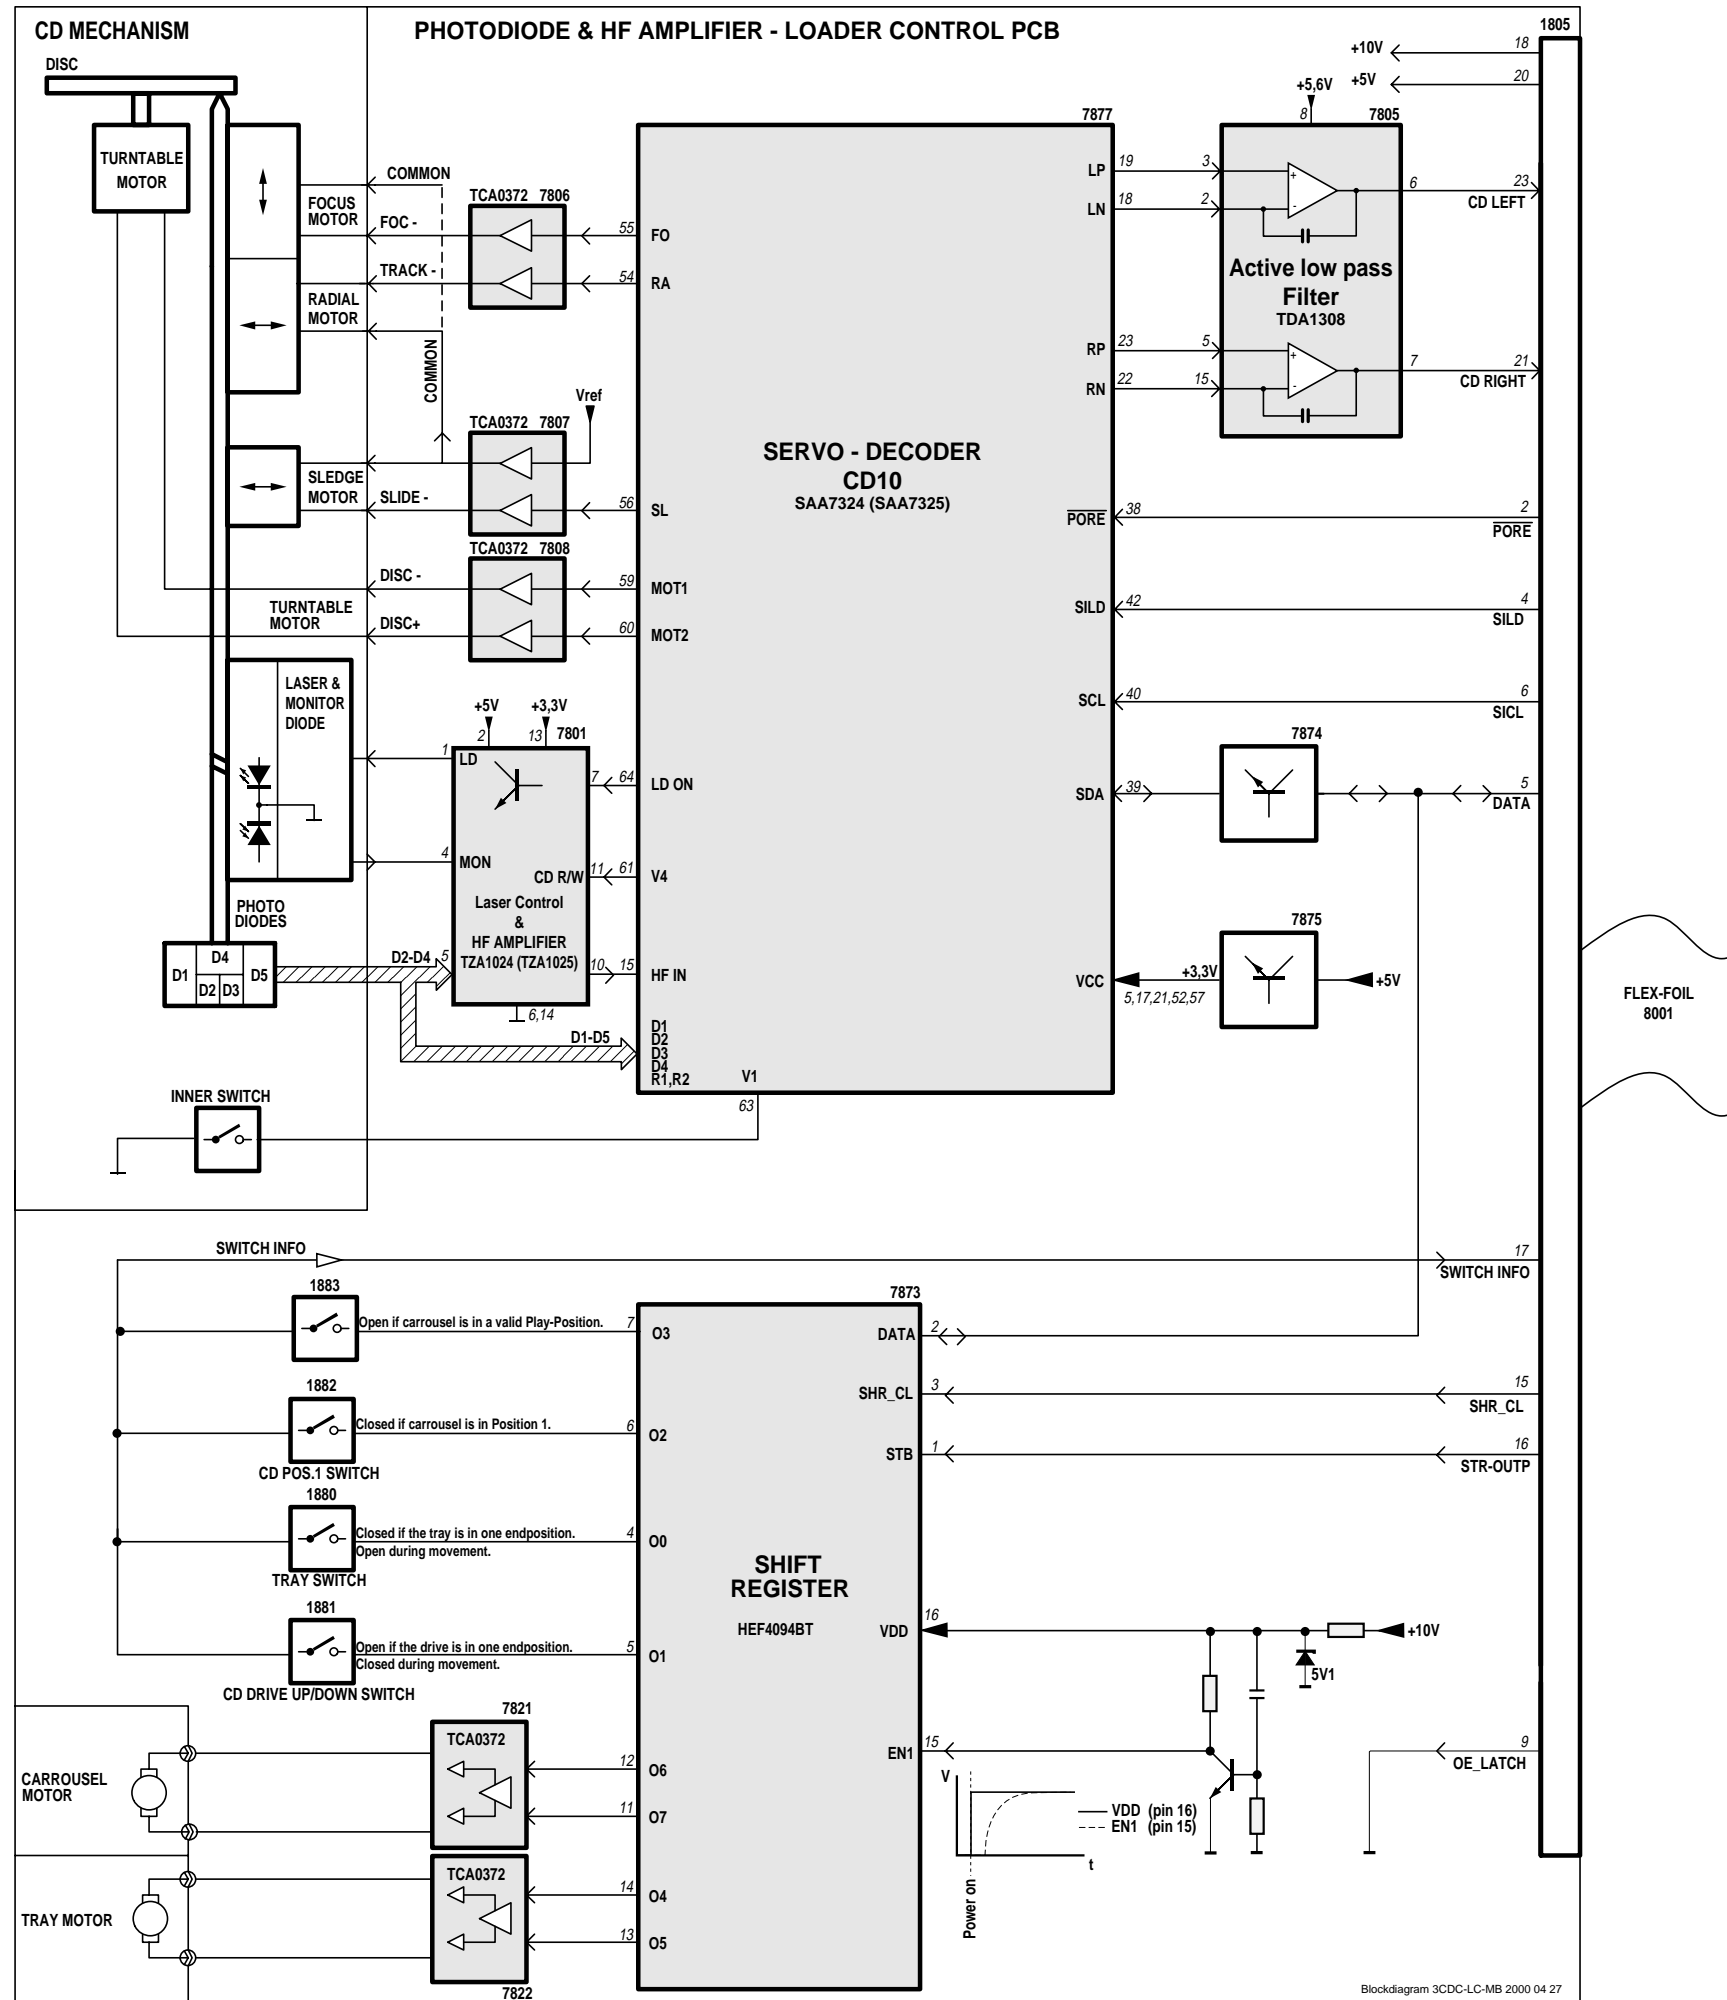 CD MECHANISM
PHOTODIODE & HF AMPLIFIER - LOADER CONTROL PCB
1805
DISC
+10V
18
+5V
20
+5,6V
8
7805
7877
TURNTABLE
MOTOR
COMMON
FOCUS
MOTOR
FOC -
TRACK -
RADIAL
MOTOR
COMMON
TCA0372 7806
55
FO
54
RA
LP
19
3
LN
18
2
6
23
CD LEFT
Active low pass
Filter
TDA1308
RP
23
5
RN
22
15
7
21
CD RIGHT
Vref
TCA0372 7807
SLEDGE
MOTOR
SLIDE -
56
SL
SERVO - DECODER
CD10
SAA7324 (SAA7325)
PORE
38
2
PORE
TCA0372 7808
DISC -
59
MOT1
TURNTABLE
MOTOR
DISC+
60
MOT2
SILD
42
4
SILD
LASER &
MONITOR
DIODE
+5V
+3,3V
2
13
7801
1
LD
7
64
LD ON
SCL
40
6
SICL
7874
SDA
39
5
DATA
4
MON
CD R/W
11
61
V4
Laser Control
&
HF AMPLIFIER
TZA1024 (TZA1025)
PHOTO
DIODES
D1
D4
D5
D2
D3
D2-D4
5
10
15
HF IN
6,14
7875
VCC
+3,3V
5,17,21,52,57
+5V
FLEX-FOIL
8001
D1-D5
D1
D2
D3
D4
R1,R2
V1
63
INNER SWITCH
SWITCH INFO
17
SWITCH INFO
1883
Open if carrousel is in a valid Play-Position.
7
O3
7873
DATA
2
1882
Closed if carrousel is in Position 1.
6
O2
CD POS.1 SWITCH
SHR_CL
3
15
SHR_CL
STB
1
16
STR-OUTP
1880
Closed if the tray is in one endposition.
Open during movement.
4
O0
TRAY SWITCH
SHIFT
REGISTER
HEF4094BT
1881
Open if the drive is in one endposition.
Closed during movement.
5
O1
CD DRIVE UP/DOWN SWITCH
VDD
16
+10V
5V1
7821
TCA0372
CARROUSEL
MOTOR
12
O6
11
O7
EN1
15
9
OE_LATCH
V
VDD (pin 16)
EN1 (pin 15)
t
Power on
TCA0372
TRAY MOTOR
14
O4
13
O5
7822
Blockdiagram 3CDC-LC-MB 2000 04 27